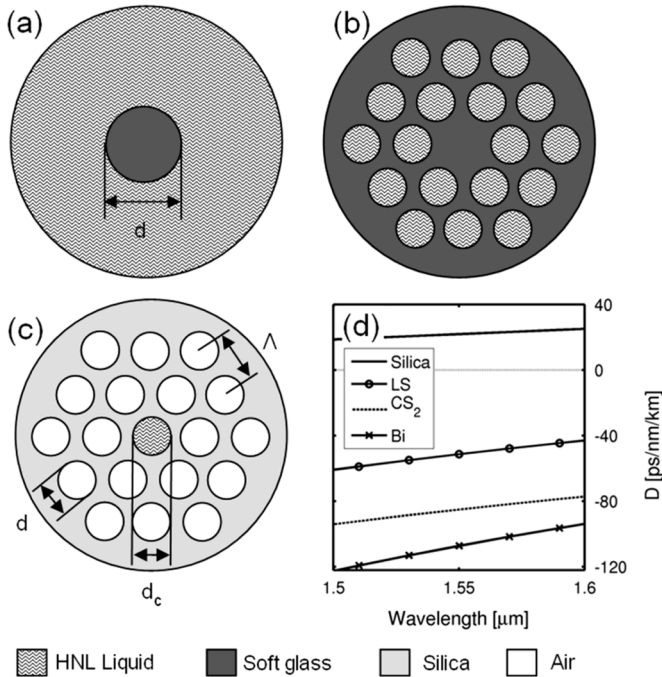 (a)
(b)
d
(c)
Λ
d
d_c
(d)
40
0
-40
-80
-120
D [ps/nm/km]
Silica
LS
CS₂
Bi
1.5
1.55
1.6
Wavelength [μm]
HNL Liquid
Soft glass
Silica
Air